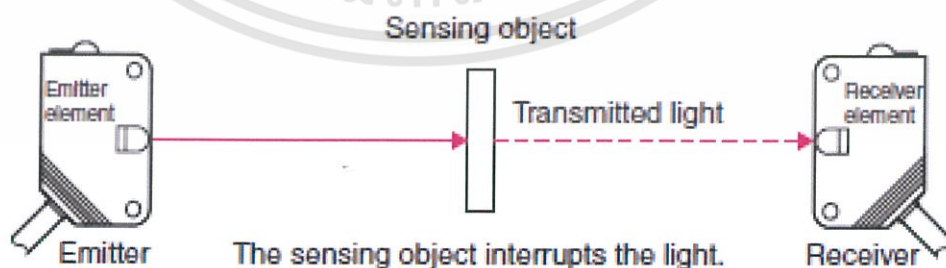 Sensing object
Emitter
element
Transmitted light
Receiver
element
Emitter
The sensing object interrupts the light.
Receiver